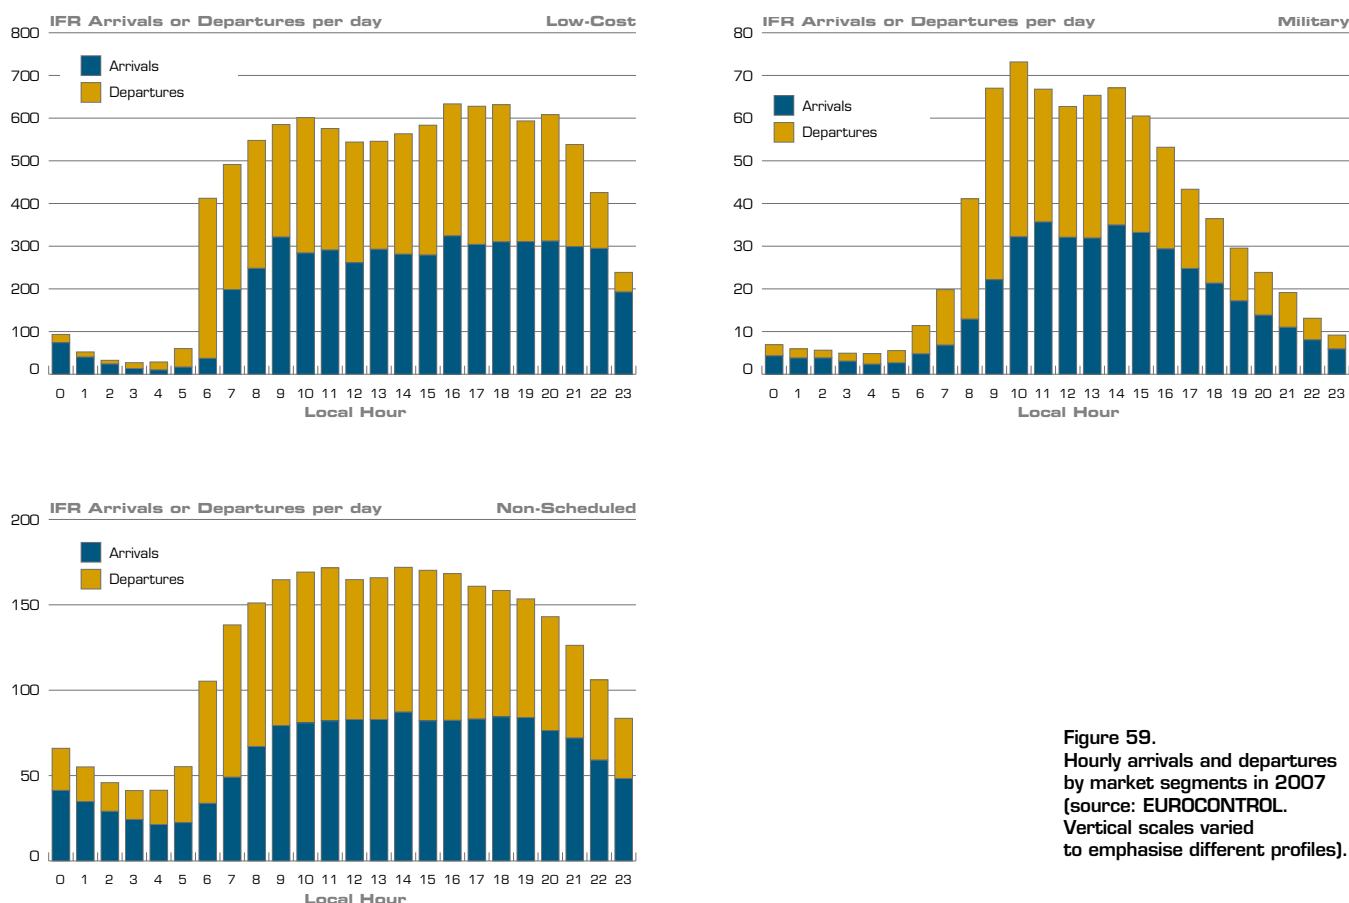 IFR Arrivals or Departures per day Low-Cost
800
700
600
500
400
300
200
100
0
Arrivals
Departures
0 1 2 3 4 5 6 7 8 9 10 11 12 13 14 15 16 17 18 19 20 21 22 23
Local Hour
IFR Arrivals or Departures per day Military
80
70
60
50
40
30
20
10
0
Arrivals
Departures
0 1 2 3 4 5 6 7 8 9 10 11 12 13 14 15 16 17 18 19 20 21 22 23
Local Hour
IFR Arrivals or Departures per day Non-Scheduled
200
150
100
50
0
Arrivals
Departures
0 1 2 3 4 5 6 7 8 9 10 11 12 13 14 15 16 17 18 19 20 21 22 23
Local Hour
Figure 59.
Hourly arrivals and departures
by market segments in 2007
(source: EUROCONTROL.
Vertical scales varied
to emphasise different profiles).